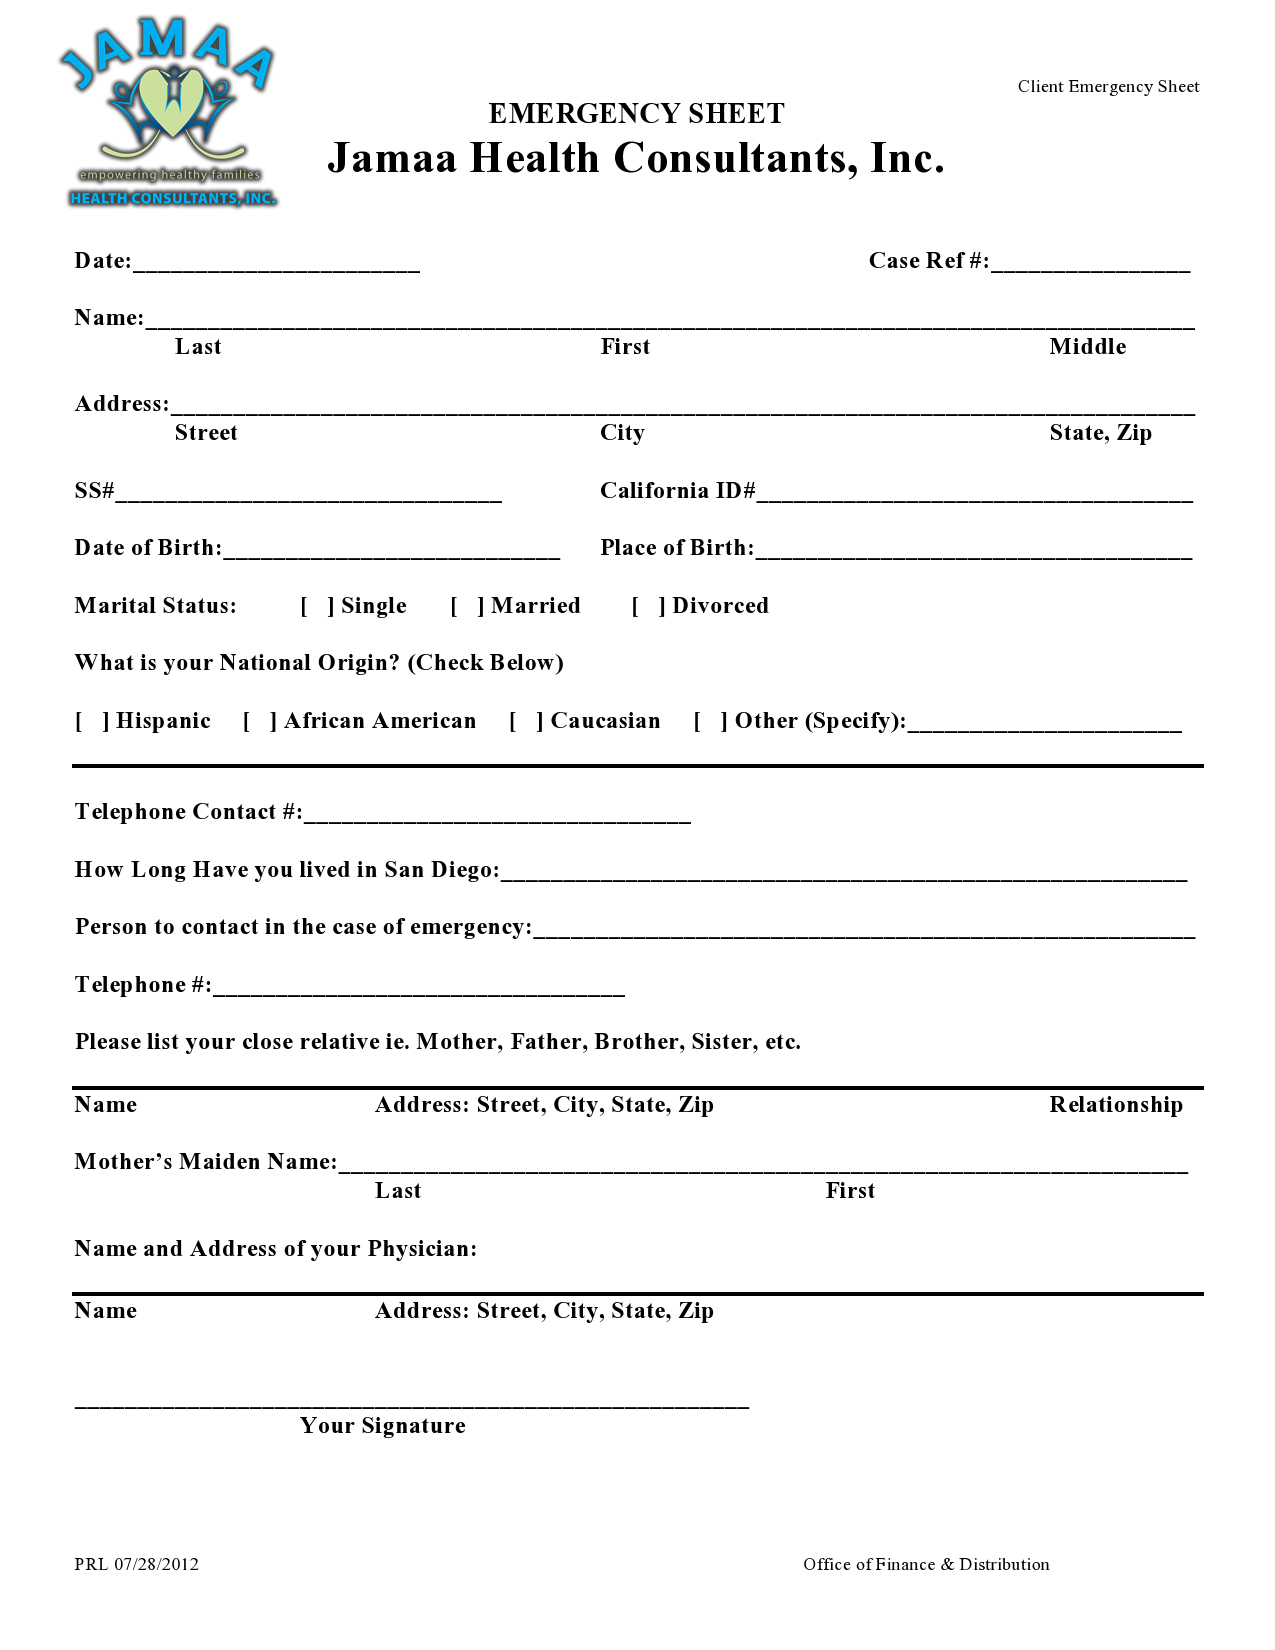 JAMAA
empowering healthy families
HEALTH CONSULTANTS, INC.
Client Emergency Sheet
EMERGENCY SHEET
Jamaa Health Consultants, Inc.
Date:_______________________ Case Ref #:________________
Name:____________________________________________________________________________________
Last First Middle
Address:__________________________________________________________________________________
Street City State, Zip
SS#_______________________________ California ID#___________________________________
Date of Birth:___________________________ Place of Birth:___________________________________
Marital Status: [ ] Single [ ] Married [ ] Divorced
What is your National Origin? (Check Below)
[ ] Hispanic [ ] African American [ ] Caucasian [ ] Other (Specify):______________________
Telephone Contact #:_______________________________
How Long Have you lived in San Diego:_______________________________________________________
Person to contact in the case of emergency:_____________________________________________________
Telephone #:_________________________________
Please list your close relative ie. Mother, Father, Brother, Sister, etc.
Name Address: Street, City, State, Zip Relationship
Mother’s Maiden Name:____________________________________________________________________
Last First
Name and Address of your Physician:
Name Address: Street, City, State, Zip
______________________________________________________
Your Signature
PRL 07/28/2012 Office of Finance & Distribution